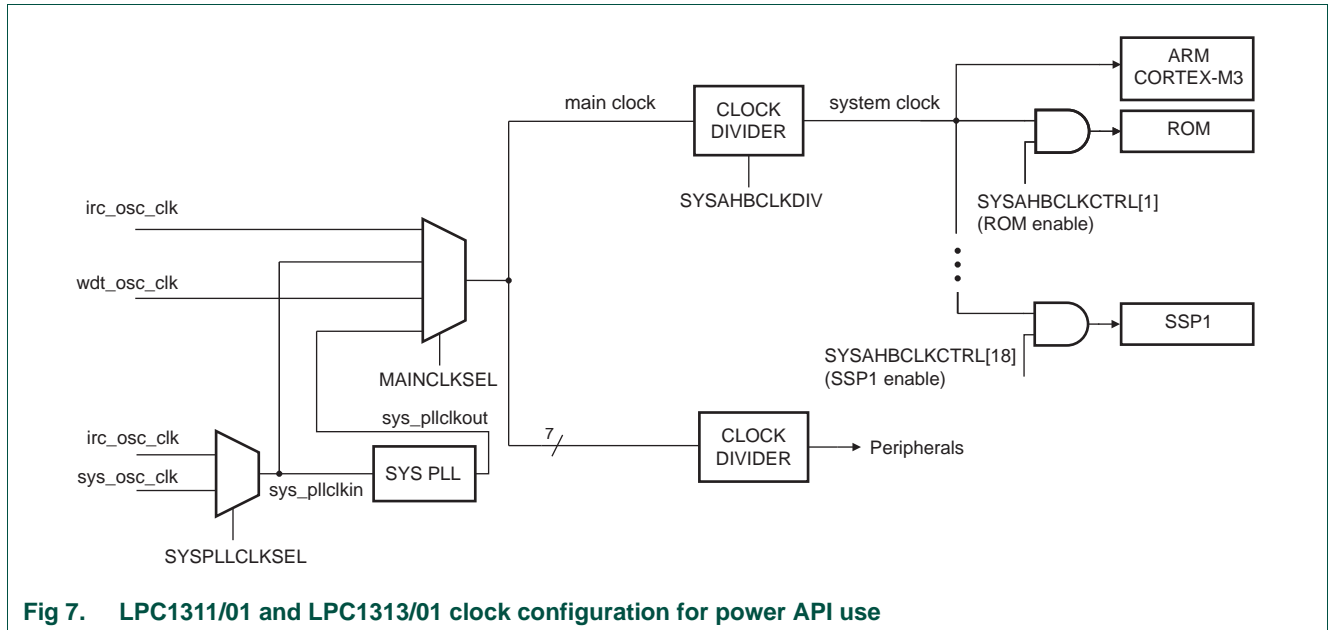 ARM
CORTEX-M3
main clock
CLOCK
DIVIDER
system clock
ROM
SYSAHBCLKDIV
SYSAHBCLKCTRL[1]
(ROM enable)
irc_osc_clk
wdt_osc_clk
SSP1
SYSAHBCLKCTRL[18]
(SSP1 enable)
MAINCLKSEL
sys_pllclkout
irc_osc_clk
7
CLOCK
DIVIDER
Peripherals
SYS PLL
sys_osc_clk
sys_pllclkin
SYSPLLCLKSEL
Fig 7. LPC1311/01 and LPC1313/01 clock configuration for power API use